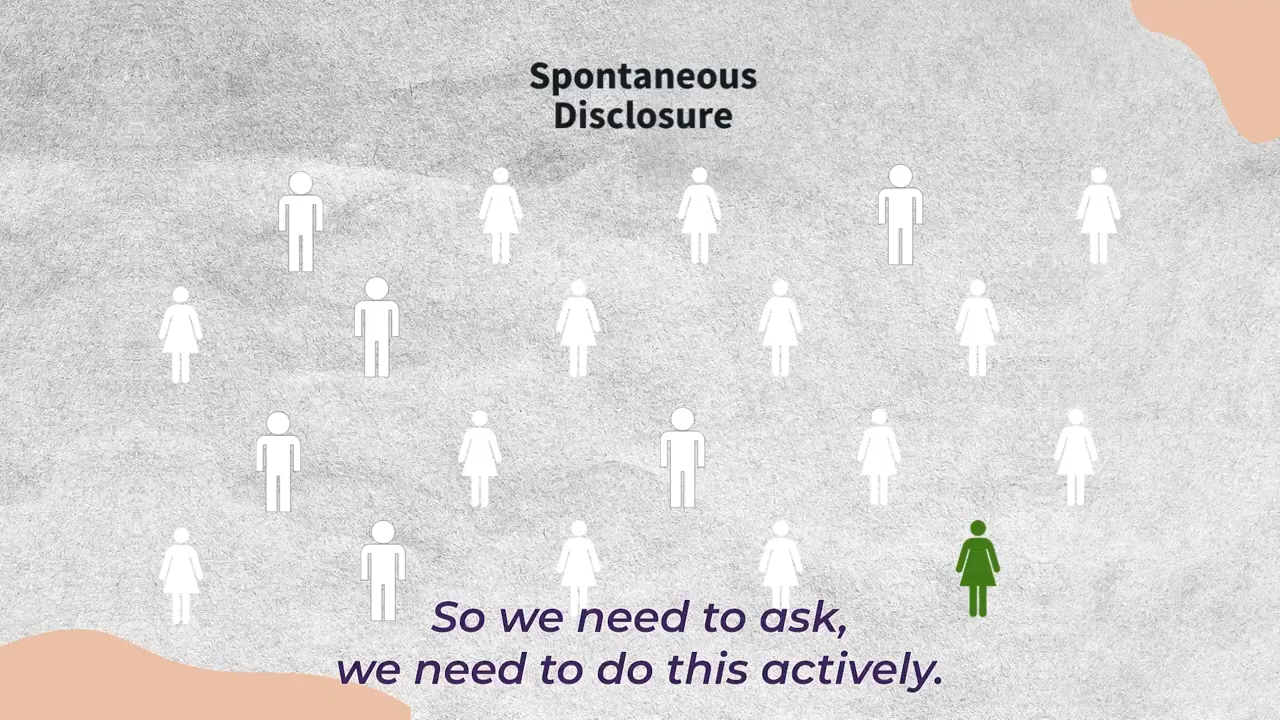 Spontaneous
Disclosure
So we need to ask,
we need to do this actively.